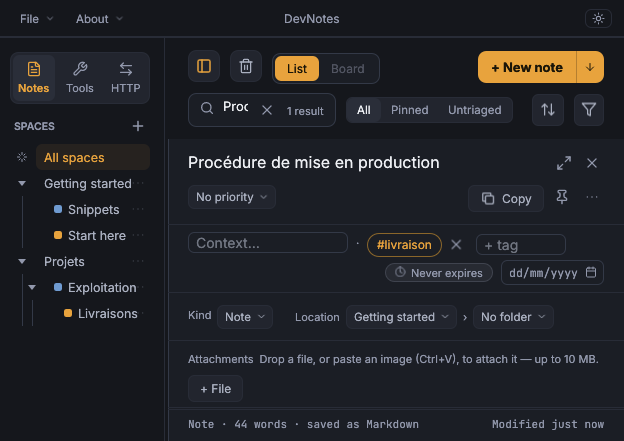 File About DevNotes
Notes Tools HTTP
List Board
+ New note
Proc 1 result
All Pinned Untriaged
SPACES
All spaces
Getting started
Snippets
Start here
Projets
Exploitation
Livraisons
Procédure de mise en production
No priority
Copy
Context... · #livraison + tag
Never expires dd/mm/yyyy
Kind Note Location Getting started › No folder
Attachments Drop a file, or paste an image (Ctrl+V), to attach it — up to 10 MB.
+ File
Note · 44 words · saved as Markdown Modified just now